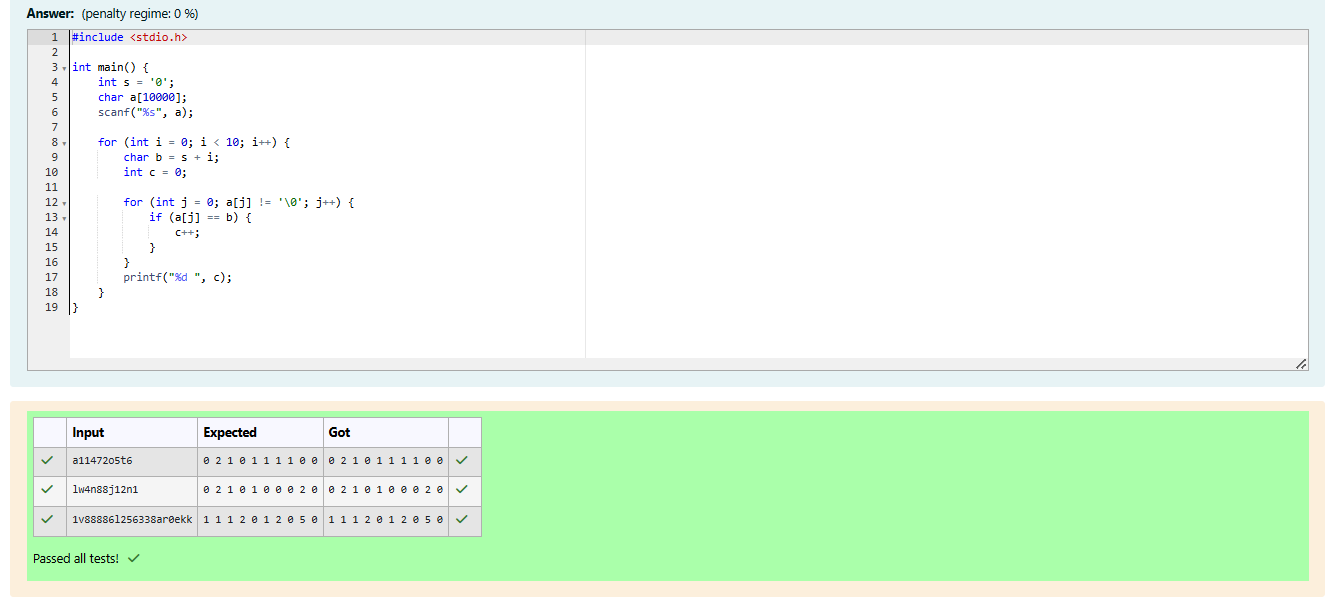 Answer: (penalty regime: 0 %)
1 #include <stdio.h>
2
3 int main() {
4     int s = '0';
5     char a[10000];
6     scanf("%s", a);
7
8     for (int i = 0; i < 10; i++) {
9         char b = s + i;
10         int c = 0;
11
12         for (int j = 0; a[j] != '\0'; j++) {
13             if (a[j] == b) {
14                 c++;
15             }
16         }
17         printf("%d ", c);
18     }
19 }
Input Expected Got
a11472o5t6 0 2 1 0 1 1 1 1 0 0 0 2 1 0 1 1 1 1 0 0
lw4n88j12n1 0 2 1 0 1 0 0 0 2 0 0 2 1 0 1 0 0 0 2 0
1v88886l256338ar0ekk 1 1 1 2 0 1 2 0 5 0 1 1 1 2 0 1 2 0 5 0
Passed all tests!